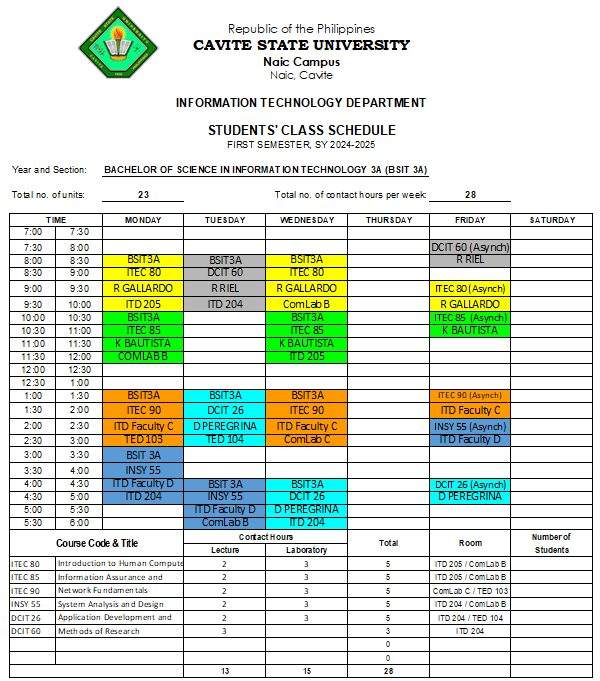 Republic of the Philippines
CAVITE STATE UNIVERSITY
Naic Campus
Naic, Cavite
INFORMATION TECHNOLOGY DEPARTMENT
STUDENTS' CLASS SCHEDULE
FIRST SEMESTER, SY 2024-2025
Year and Section: BACHELOR OF SCIENCE IN INFORMATION TECHNOLOGY 3A (BSIT 3A)
Total no. of units: 23 Total no. of contact hours per week: 28
TIME MONDAY TUESDAY WEDNESDAY THURSDAY FRIDAY SATURDAY
7:00 7:30
7:30 8:00 DCIT 60 (Asynch)
8:00 8:30 BSIT3A BSIT3A BSIT3A R RIEL
8:30 9:00 ITEC 80 DCIT 60 ITEC 80
9:00 9:30 R GALLARDO R RIEL R GALLARDO ITEC 80 (Asynch)
9:30 10:00 ITD 205 ITD 204 ComLab B R GALLARDO
10:00 10:30 BSIT3A BSIT3A ITEC 85 (Asynch)
10:30 11:00 ITEC 85 ITEC 85 K BAUTISTA
11:00 11:30 K BAUTISTA K BAUTISTA
11:30 12:00 COMLAB B ITD 205
12:00 12:30
12:30 1:00
1:00 1:30 BSIT3A BSIT3A BSIT3A ITEC 90 (Asynch)
1:30 2:00 ITEC 90 DCIT 26 ITEC 90 ITD Faculty C
2:00 2:30 ITD Faculty C D PEREGRINA ITD Faculty C INSY 55 (Asynch)
2:30 3:00 TED 103 TED 104 ComLab C ITD Faculty D
3:00 3:30 BSIT 3A
3:30 4:00 INSY 55
4:00 4:30 ITD Faculty D BSIT 3A BSIT3A DCIT 26 (Asynch)
4:30 5:00 ITD 204 INSY 55 DCIT 26 D PEREGRINA
5:00 5:30 ITD Faculty D D PEREGRINA
5:30 6:00 ComLab B ITD 204
Course Code & Title Contact Hours Total Room Number of Students
Lecture Laboratory
ITEC 80 Introduction to Human Compute 2 3 5 ITD 205 / ComLab B
ITEC 85 Information Assurance and 2 3 5 ITD 205 / ComLab B
ITEC 90 Network Fundamentals 2 3 5 ComLab C / TED 103
INSY 55 System Analysis and Design 2 3 5 ITD 204 / ComLab B
DCIT 26 Application Development and 2 3 5 ITD 204 / TED 104
DCIT 60 Methods of Research 3 3 ITD 204
0
0
13 15 28